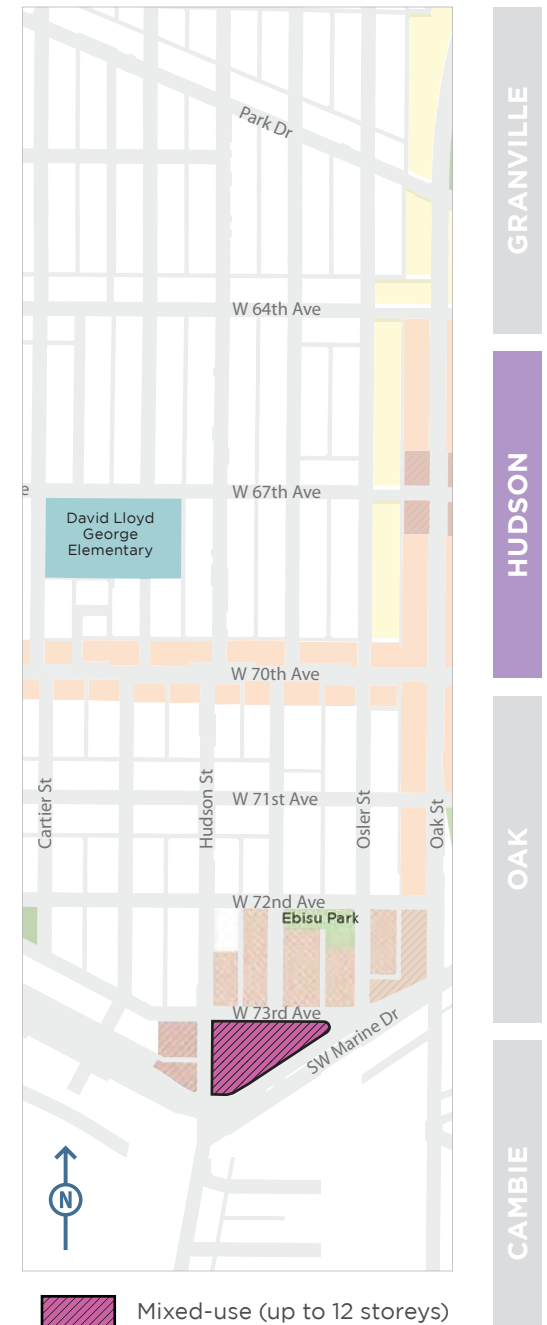 Park Dr
W 64th Ave
e
W 67th Ave
David Lloyd
George
Elementary
W 70th Ave
Cartier St
Hudson St
W 71st Ave
Osler St
Oak St
W 72nd Ave
Ebisu Park
W 73rd Ave
SW Marine Dr
N
Mixed-use (up to 12 storeys)
GRANVILLE
HUDSON
OAK
CAMBIE